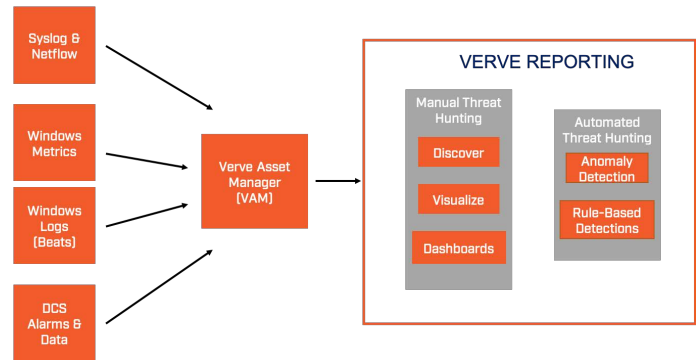 Syslog &
Netflow
Windows
Metrics
Windows
Logs
(Beats)
DCS
Alarms &
Data
Verve Asset
Manager
(VAM)
VERVE REPORTING
Manual Threat
Hunting
Discover
Visualize
Dashboards
Automated
Threat Hunting
Anomaly
Detection
Rule-Based
Detections